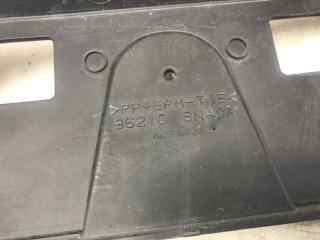 >PP+EPM-T15<
96210 3NA0A
NISSAN